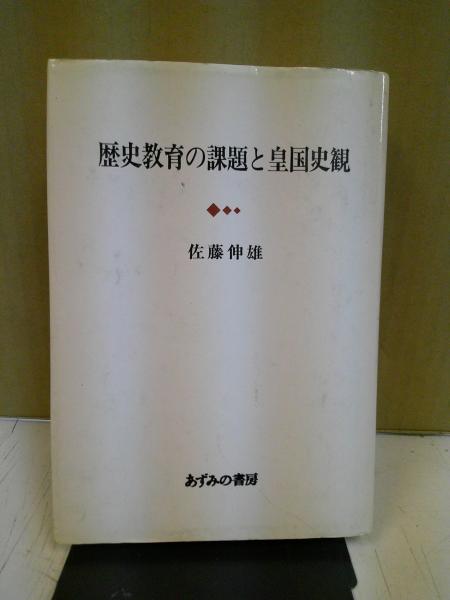 歴史教育の課題と皇国史観
佐藤伸雄
あずみの書房